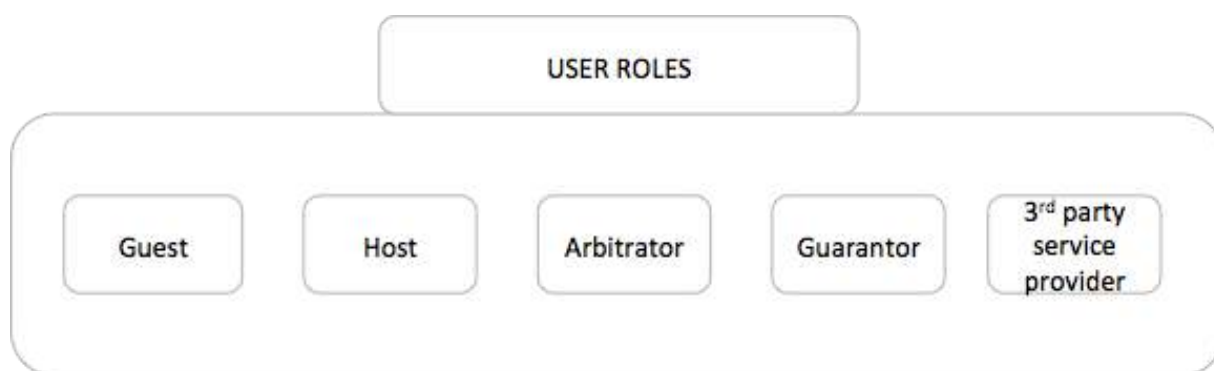 USER ROLES
Guest
Host
Arbitrator
Guarantor
3rd party
service
provider